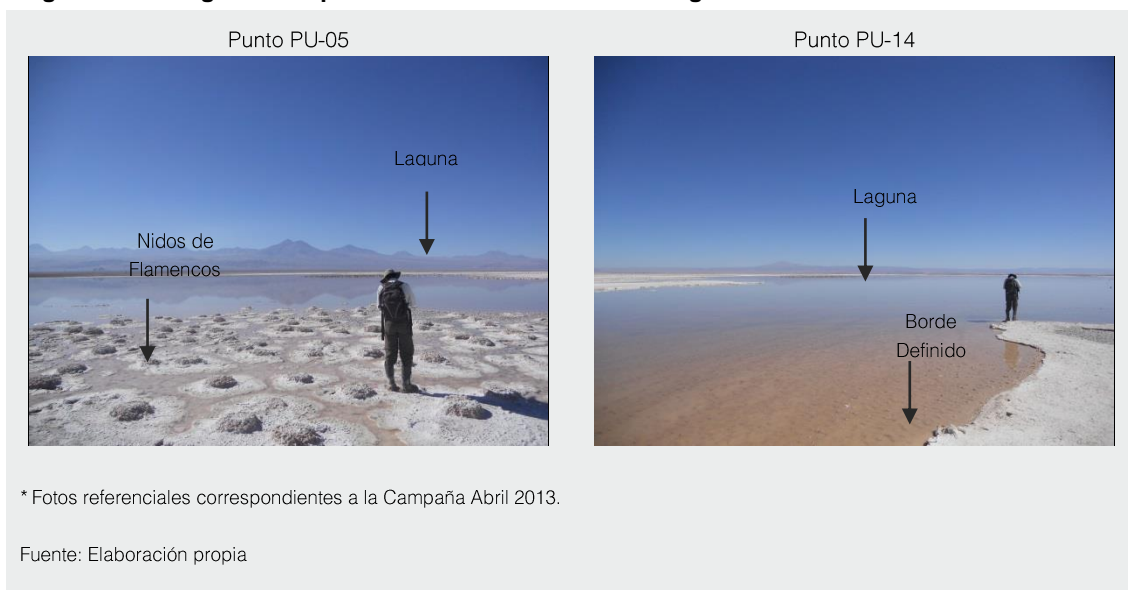 Punto PU-05
Punto PU-14
Laguna
Nidos de
Flamencos
Laguna
Borde
Definido
* Fotos referenciales correspondientes a la Campaña Abril 2013.
Fuente: Elaboración propia